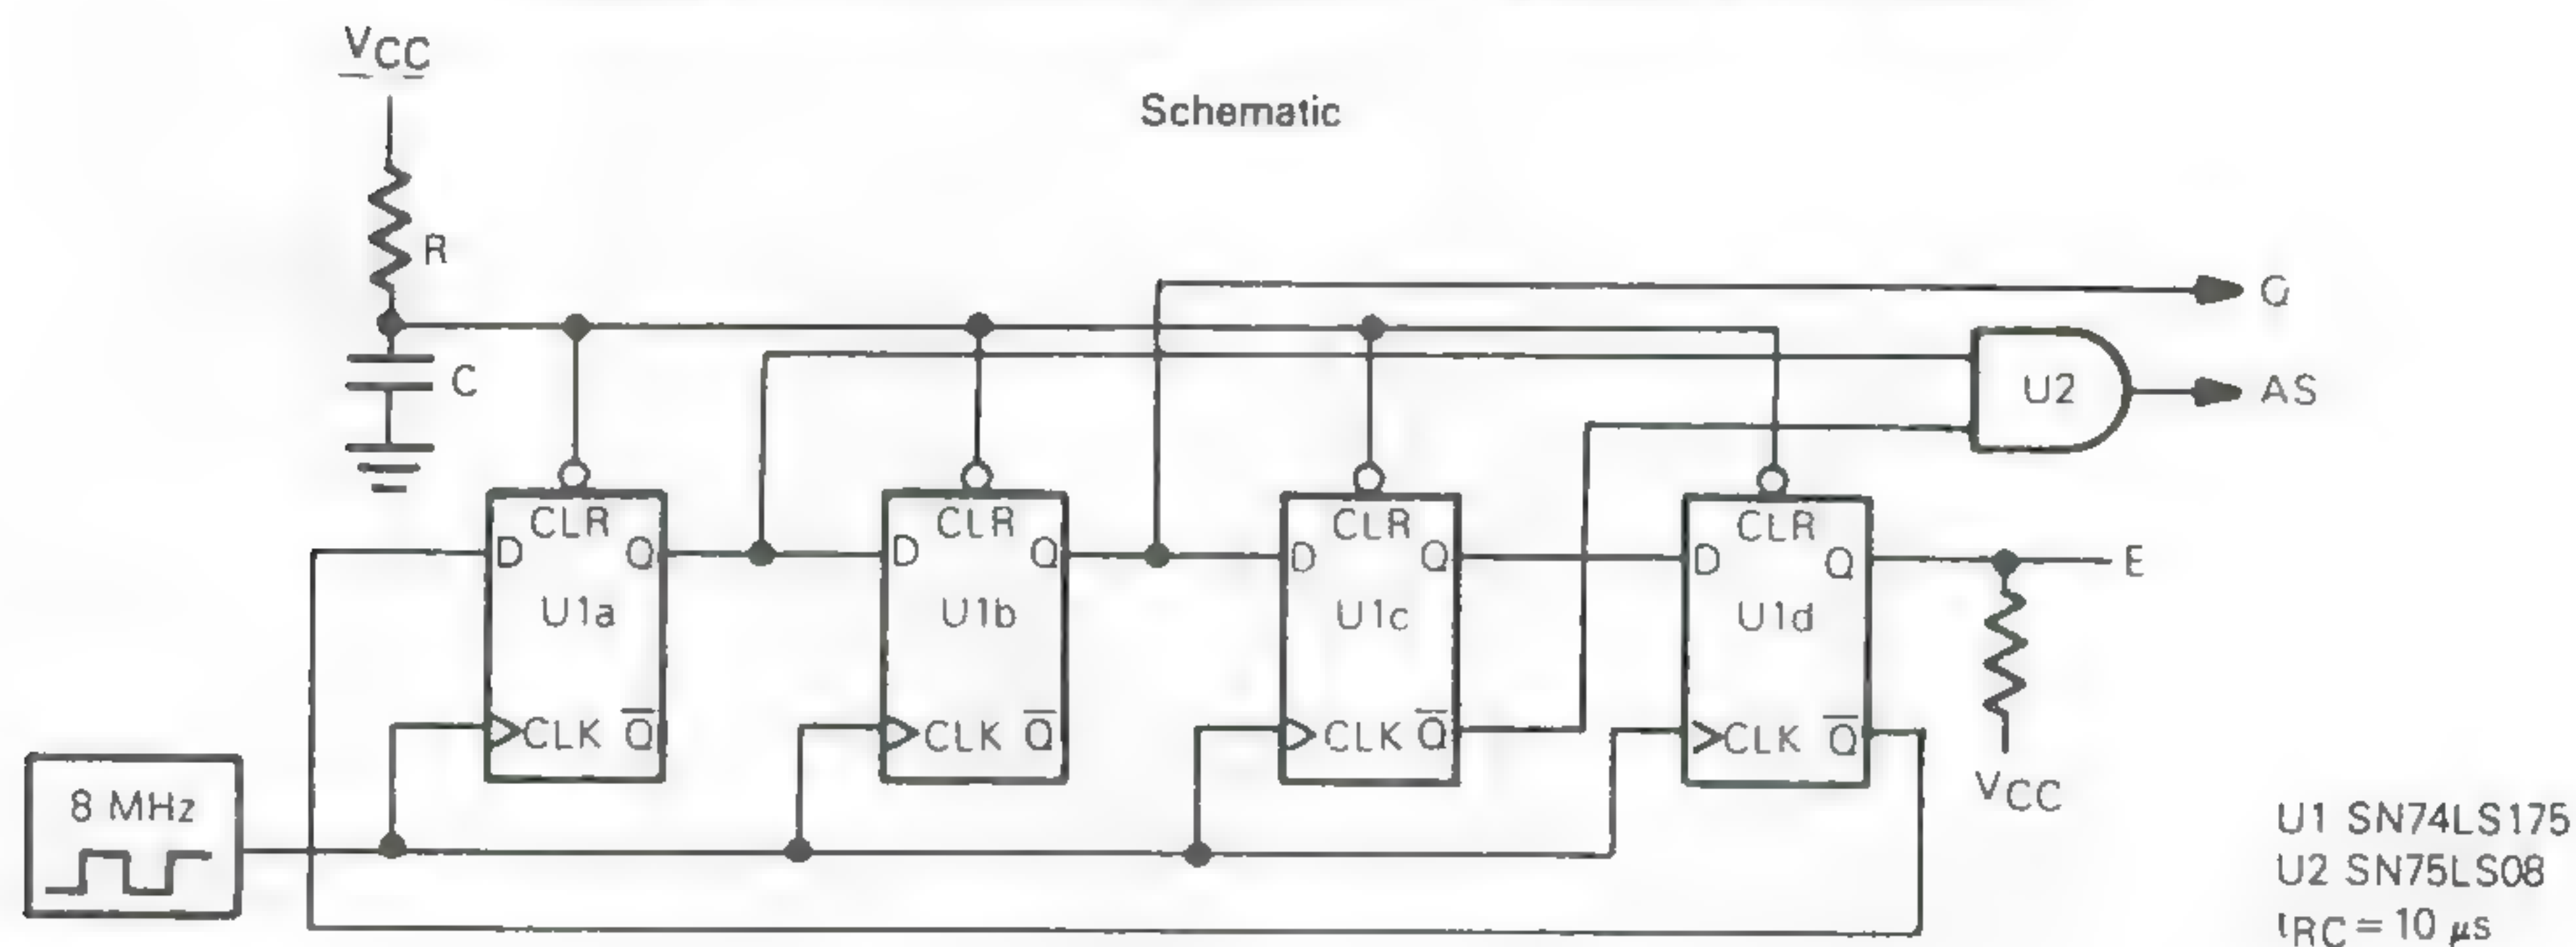 VCC
Schematic
R
C
Q
AS
U2
CLR
D Q
U1a
CLK Q̅
CLR
D Q
U1b
CLK Q̅
CLR
D Q
U1c
CLK Q̅
CLR
D Q
U1d
CLK Q̅
E
VCC
8 MHz
U1 SN74LS175
U2 SN75LS08
tRC = 10 μs